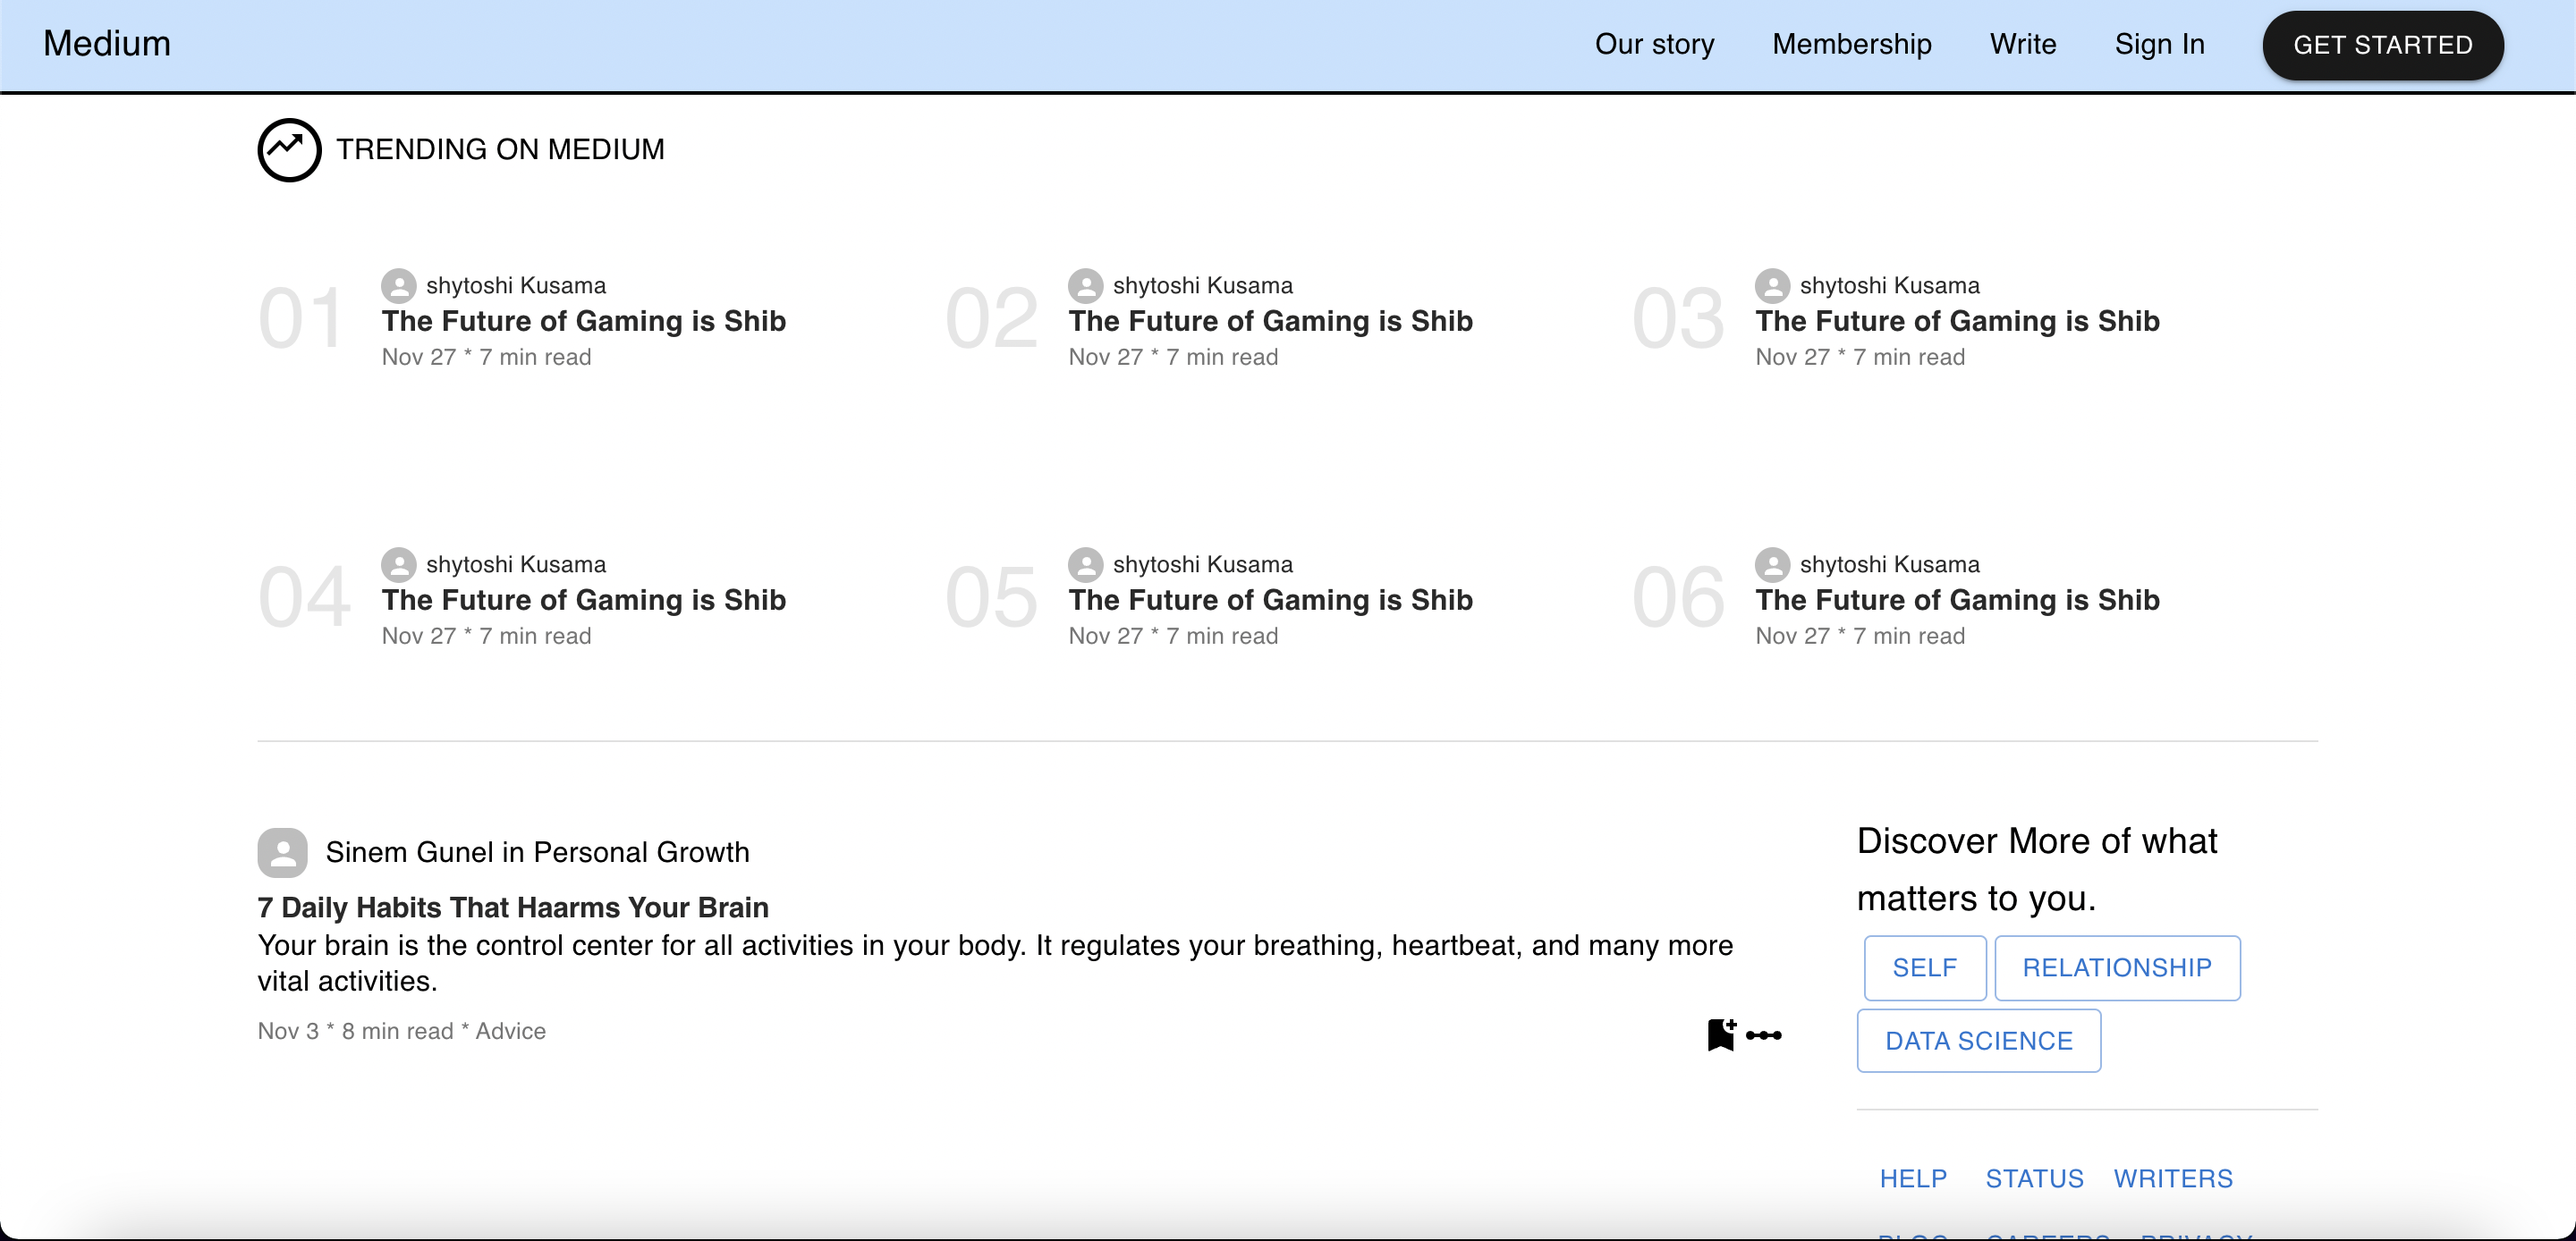 Medium
Our story Membership Write Sign In GET STARTED
TRENDING ON MEDIUM
01
shytoshi Kusama
The Future of Gaming is Shib
Nov 27 * 7 min read
02
shytoshi Kusama
The Future of Gaming is Shib
Nov 27 * 7 min read
03
shytoshi Kusama
The Future of Gaming is Shib
Nov 27 * 7 min read
04
shytoshi Kusama
The Future of Gaming is Shib
Nov 27 * 7 min read
05
shytoshi Kusama
The Future of Gaming is Shib
Nov 27 * 7 min read
06
shytoshi Kusama
The Future of Gaming is Shib
Nov 27 * 7 min read
Sinem Gunel in Personal Growth
7 Daily Habits That Haarms Your Brain
Your brain is the control center for all activities in your body. It regulates your breathing, heartbeat, and many more
vital activities.
Nov 3 * 8 min read * Advice
Discover More of what
matters to you.
SELF RELATIONSHIP
DATA SCIENCE
HELP STATUS WRITERS
BLOG CAREERS PRIVACY